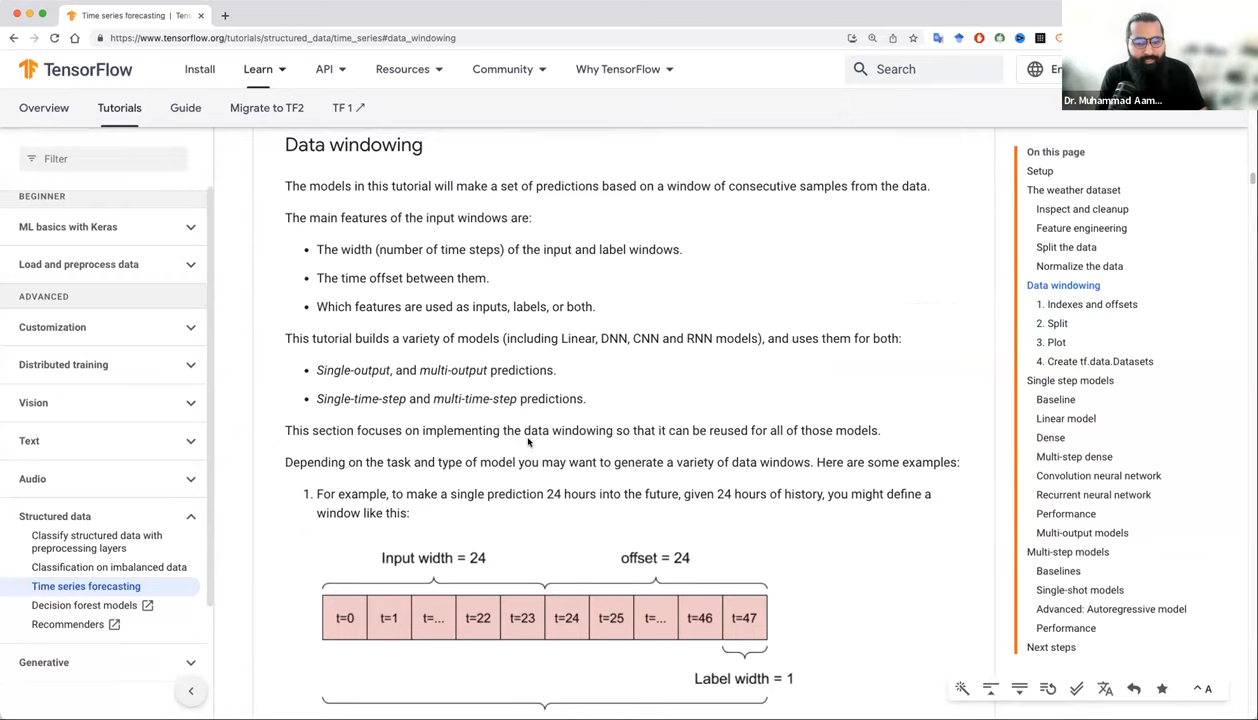 Time series forecasting | Ten
https://www.tensorflow.org/tutorials/structured_data/time_series#data_windowing
TensorFlow
Install
Learn
API
Resources
Community
Why TensorFlow
Search
En
Dr. Muhammad Aam...
Overview
Tutorials
Guide
Migrate to TF2
TF 1
Filter
BEGINNER
ML basics with Keras
Load and preprocess data
ADVANCED
Customization
Distributed training
Vision
Text
Audio
Structured data
Classify structured data with
preprocessing layers
Classification on imbalanced data
Time series forecasting
Decision forest models
Recommenders
Generative
Data windowing
The models in this tutorial will make a set of predictions based on a window of consecutive samples from the data.
The main features of the input windows are:
• The width (number of time steps) of the input and label windows.
• The time offset between them.
• Which features are used as inputs, labels, or both.
This tutorial builds a variety of models (including Linear, DNN, CNN and RNN models), and uses them for both:
• Single-output, and multi-output predictions.
• Single-time-step and multi-time-step predictions.
This section focuses on implementing the data windowing so that it can be reused for all of those models.
Depending on the task and type of model you may want to generate a variety of data windows. Here are some examples:
1. For example, to make a single prediction 24 hours into the future, given 24 hours of history, you might define a
window like this:
Input width = 24
offset = 24
t=0
t=1
t=...
t=22
t=23
t=24
t=25
t=...
t=46
t=47
Label width = 1
On this page
Setup
The weather dataset
Inspect and cleanup
Feature engineering
Split the data
Normalize the data
Data windowing
1. Indexes and offsets
2. Split
3. Plot
4. Create tf.data.Datasets
Single step models
Baseline
Linear model
Dense
Multi-step dense
Convolution neural network
Recurrent neural network
Performance
Multi-output models
Multi-step models
Baselines
Single-shot models
Advanced: Autoregressive model
Performance
Next steps
A